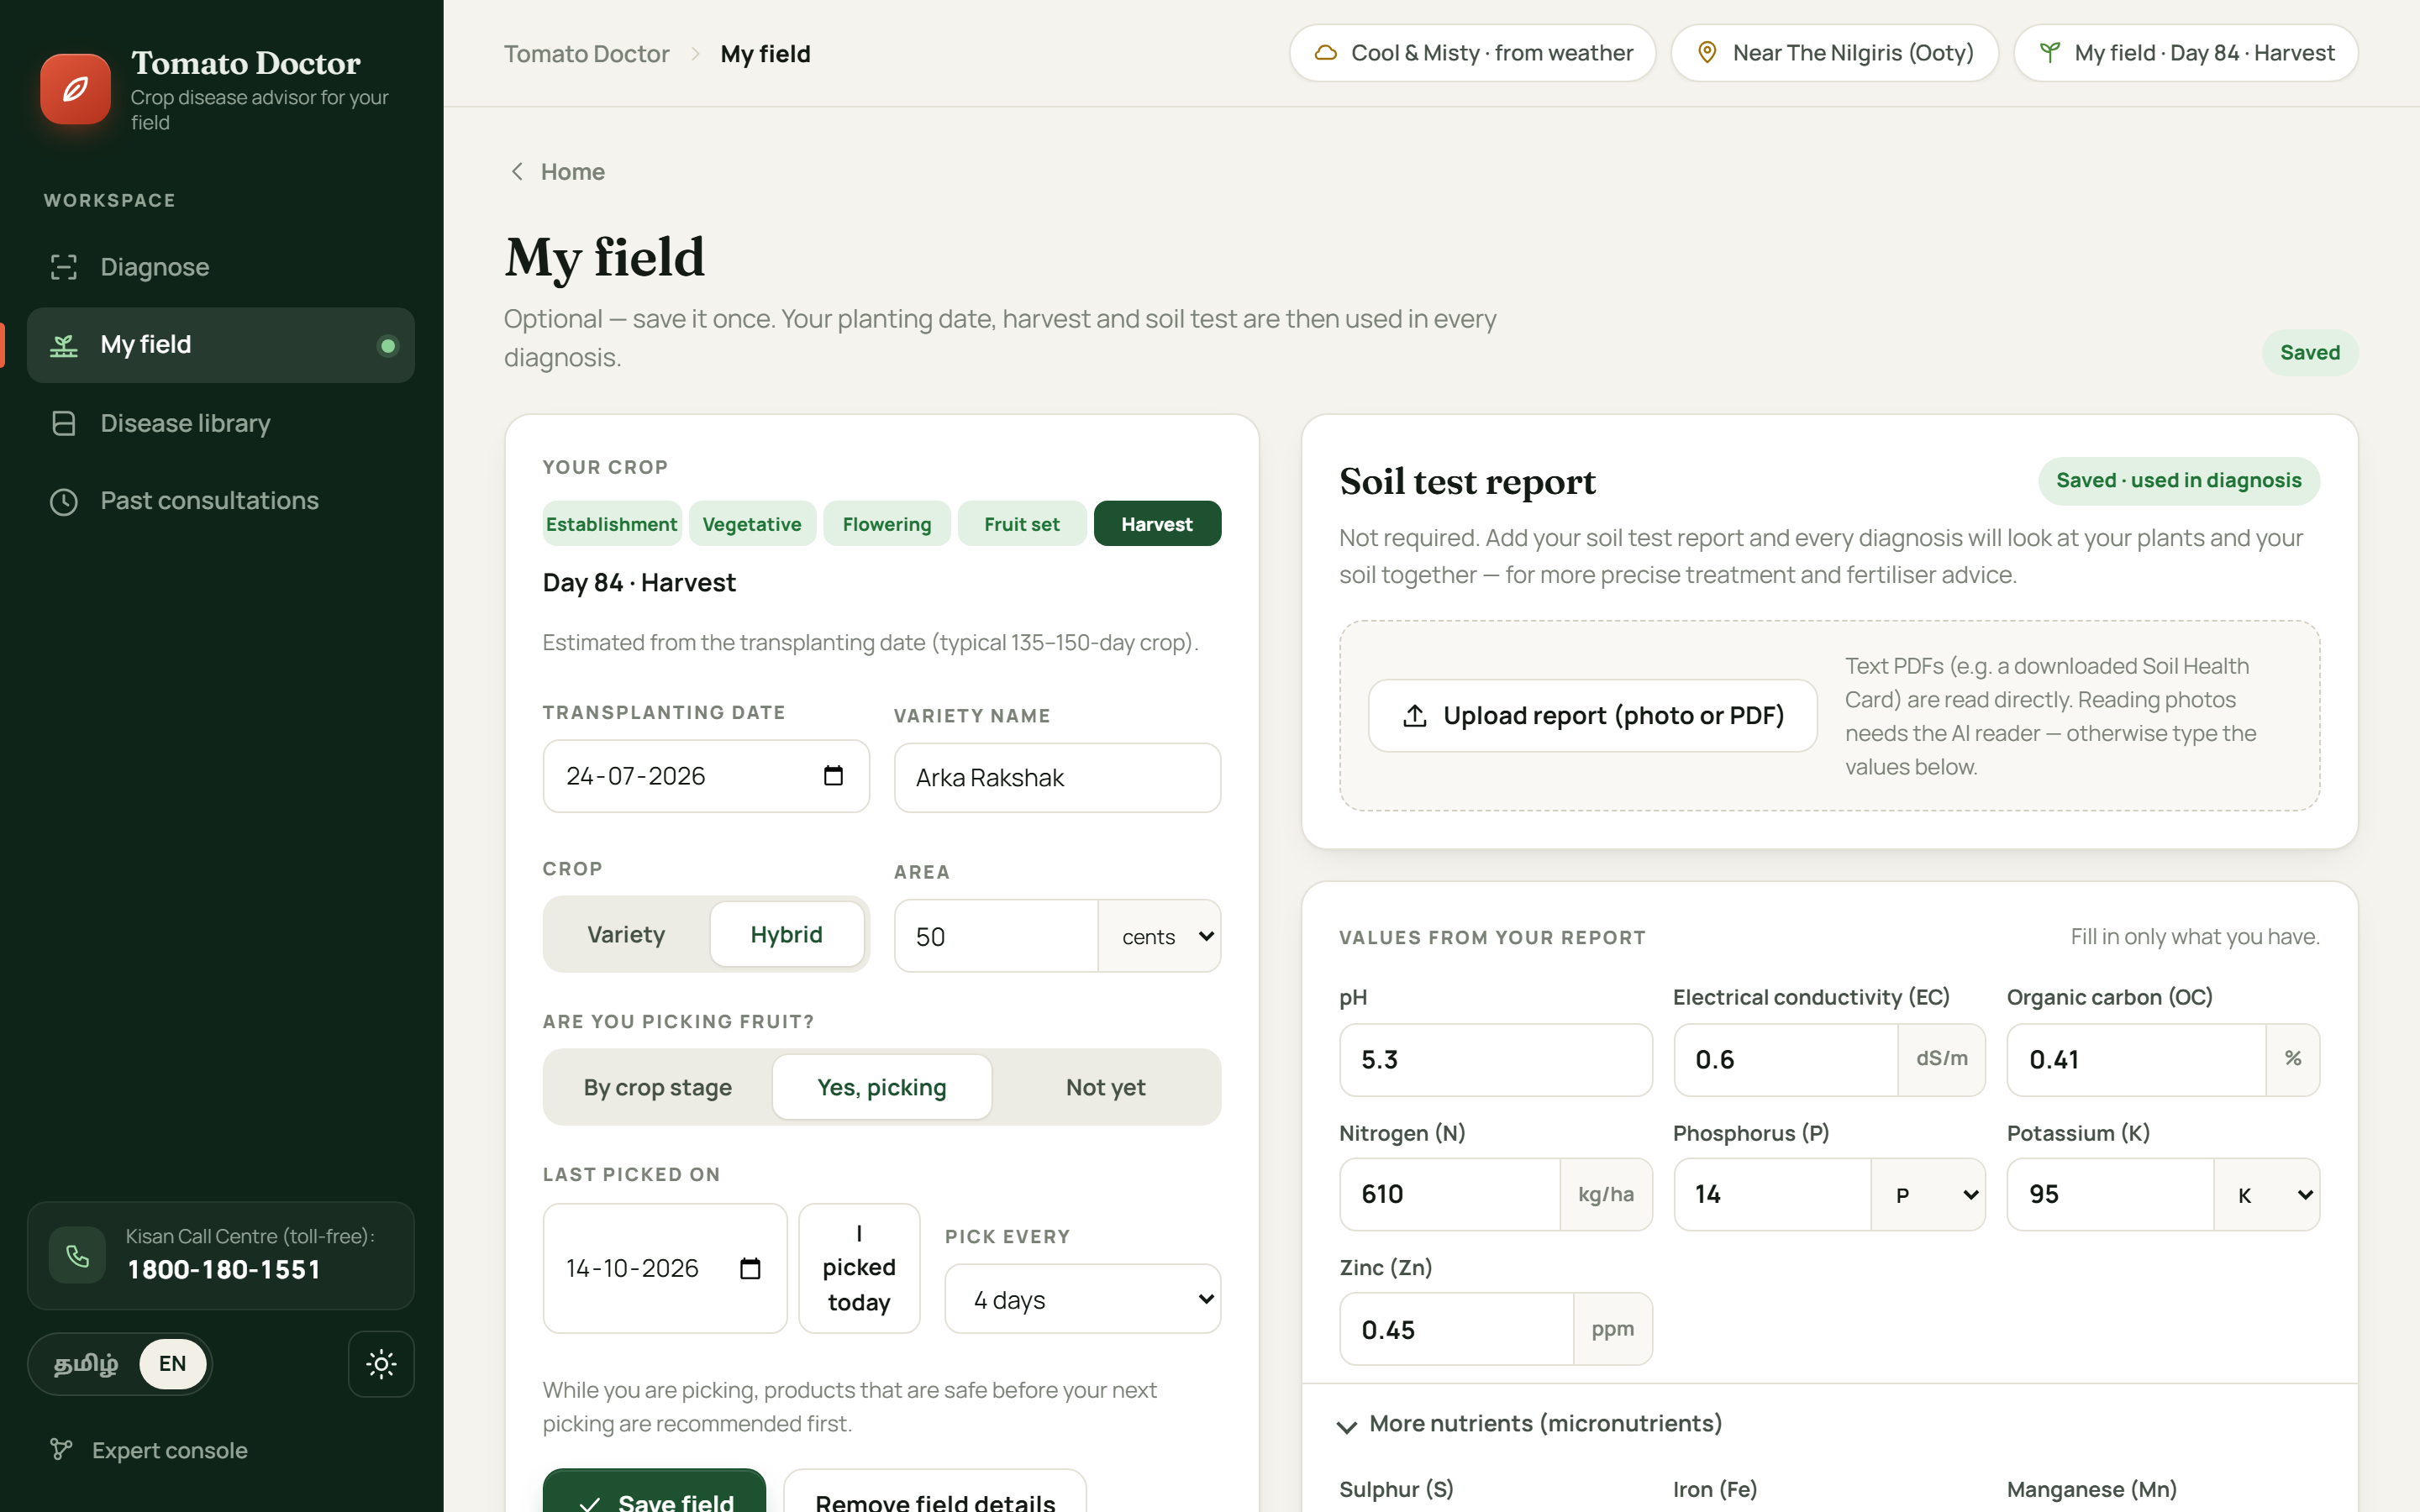 Tomato Doctor
Crop disease advisor for your
field
WORKSPACE
Diagnose
My field
Disease library
Past consultations
Kisan Call Centre (toll-free):
1800-180-1551
தமிழ் EN
Expert console
Tomato Doctor > My field
Cool & Misty · from weather
Near The Nilgiris (Ooty)
My field · Day 84 · Harvest
Home
My field
Optional — save it once. Your planting date, harvest and soil test are then used in every
diagnosis.
Saved
YOUR CROP
Establishment Vegetative Flowering Fruit set Harvest
Day 84 · Harvest
Estimated from the transplanting date (typical 135–150-day crop).
TRANSPLANTING DATE VARIETY NAME
24-07-2026 Arka Rakshak
CROP AREA
Variety Hybrid 50 cents
ARE YOU PICKING FRUIT?
By crop stage Yes, picking Not yet
LAST PICKED ON
14-10-2026
I
picked
today
PICK EVERY
4 days
While you are picking, products that are safe before your next
picking are recommended first.
Save field Remove field details
Soil test report
Saved · used in diagnosis
Not required. Add your soil test report and every diagnosis will look at your plants and your
soil together — for more precise treatment and fertiliser advice.
Upload report (photo or PDF)
Text PDFs (e.g. a downloaded Soil Health
Card) are read directly. Reading photos
needs the AI reader — otherwise type the
values below.
VALUES FROM YOUR REPORT
Fill in only what you have.
pH Electrical conductivity (EC) Organic carbon (OC)
5.3 0.6 dS/m 0.41 %
Nitrogen (N) Phosphorus (P) Potassium (K)
610 kg/ha 14 P 95 K
Zinc (Zn)
0.45 ppm
More nutrients (micronutrients)
Sulphur (S) Iron (Fe) Manganese (Mn)